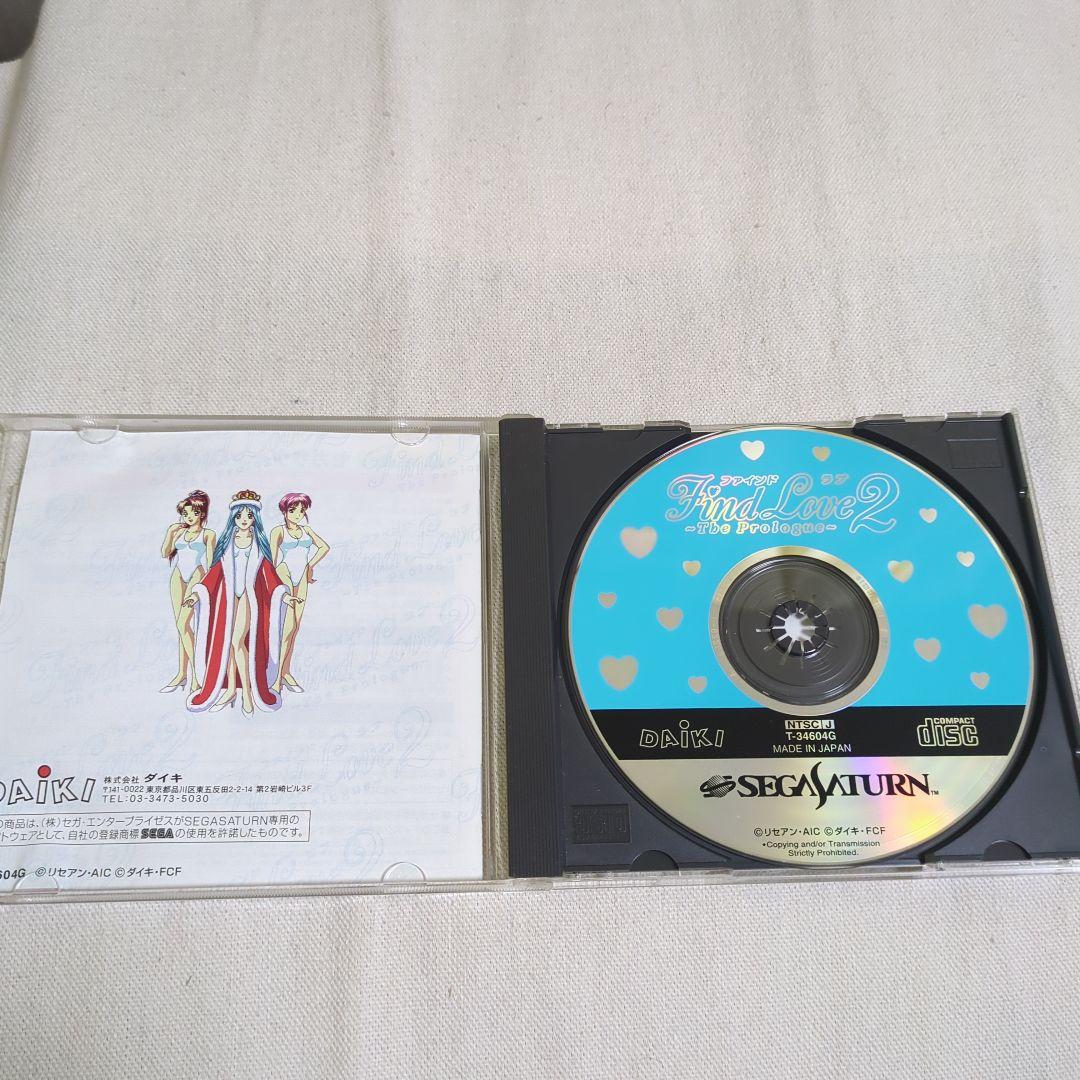 DAiKI 株式会社 ダイキ
〒141-0022 東京都品川区東五反田2-2-14 第2岩崎ビル3F
TEL:03-3473-5030
の商品は、(株)セガ・エンタープライゼスがSEGASATURN専用の
トウェアとして、自社の登録商標SEGAの使用を許諾したものです。
604G ©リセアン・AIC ©ダイキ・FCF
ファインド ラブ
Find Love 2
~The Prologue~
DAiKI
NTSC J
T-34604G
MADE IN JAPAN
COMPACT
disc
SEGASATURN™
©リセアン・AIC ©ダイキ・FCF
•Copying and/or Transmission
Strictly Prohibited.